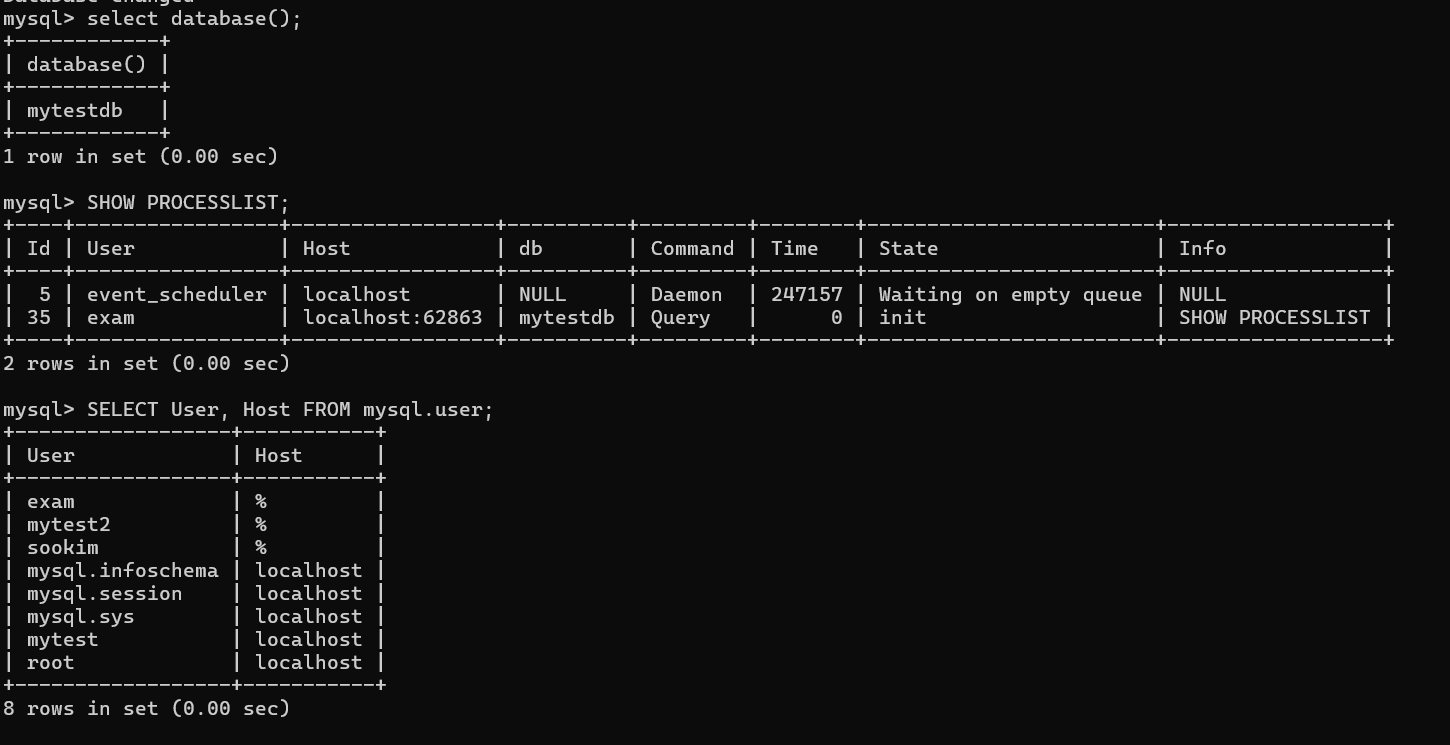 Database changed
mysql> select database();
+------------+
| database() |
+------------+
| mytestdb   |
+------------+
1 row in set (0.00 sec)

mysql> SHOW PROCESSLIST;
+----+-----------------+-----------------+----------+---------+--------+------------------------+------------------+
| Id | User            | Host            | db       | Command | Time   | State                  | Info             |
+----+-----------------+-----------------+----------+---------+--------+------------------------+------------------+
|  5 | event_scheduler | localhost       | NULL     | Daemon  | 247157 | Waiting on empty queue | NULL             |
| 35 | exam            | localhost:62863 | mytestdb | Query   |      0 | init                   | SHOW PROCESSLIST |
+----+-----------------+-----------------+----------+---------+--------+------------------------+------------------+
2 rows in set (0.00 sec)

mysql> SELECT User, Host FROM mysql.user;
+------------------+-----------+
| User             | Host      |
+------------------+-----------+
| exam             | %         |
| mytest2          | %         |
| sookim           | %         |
| mysql.infoschema | localhost |
| mysql.session    | localhost |
| mysql.sys        | localhost |
| mytest           | localhost |
| root             | localhost |
+------------------+-----------+
8 rows in set (0.00 sec)